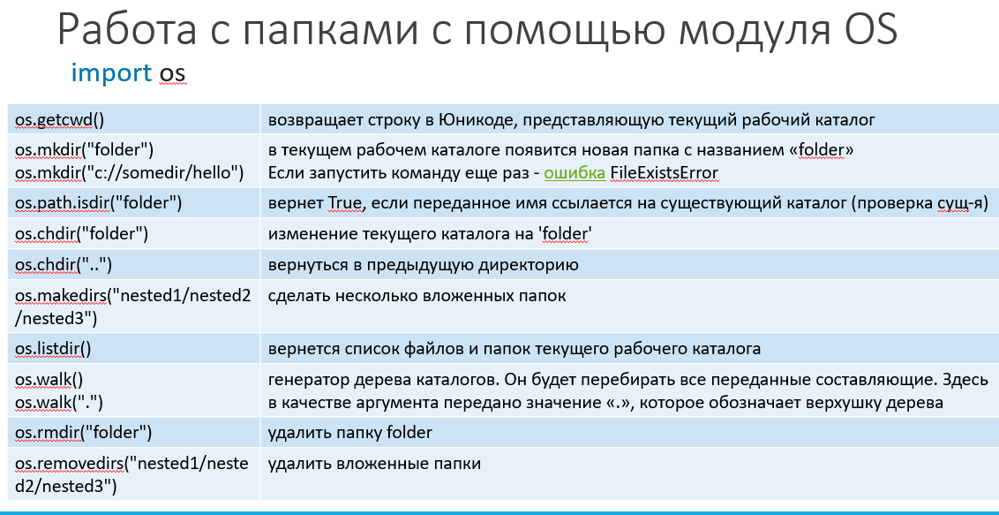 Работа с папками с помощью модуля OS
import os
os.getcwd()
возвращает строку в Юникоде, представляющую текущий рабочий каталог
os.mkdir("folder")
os.mkdir("c://somedir/hello")
в текущем рабочем каталоге появится новая папка с названием «folder»
Если запустить команду еще раз - ошибка FileExistsError
os.path.isdir("folder")
вернет True, если переданное имя ссылается на существующий каталог (проверка сущ-я)
os.chdir("folder")
изменение текущего каталога на 'folder'
os.chdir("..")
вернуться в предыдущую директорию
os.makedirs("nested1/nested2
/nested3")
сделать несколько вложенных папок
os.listdir()
вернется список файлов и папок текущего рабочего каталога
os.walk()
os.walk(".")
генератор дерева каталогов. Он будет перебирать все переданные составляющие. Здесь
в качестве аргумента передано значение «.», которое обозначает верхушку дерева
os.rmdir("folder")
удалить папку folder
os.removedirs("nested1/neste
d2/nested3")
удалить вложенные папки